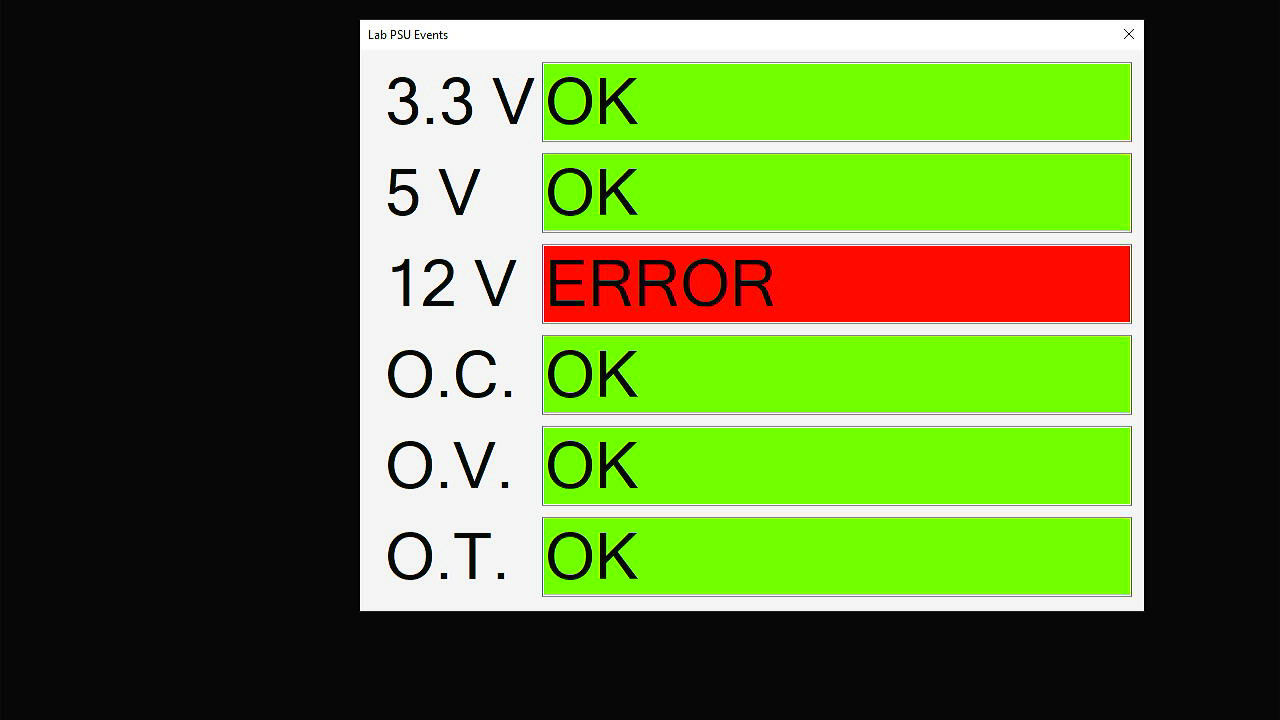 Lab PSU Events
3.3 V OK
5 V OK
12 V ERROR
O.C. OK
O.V. OK
O.T. OK